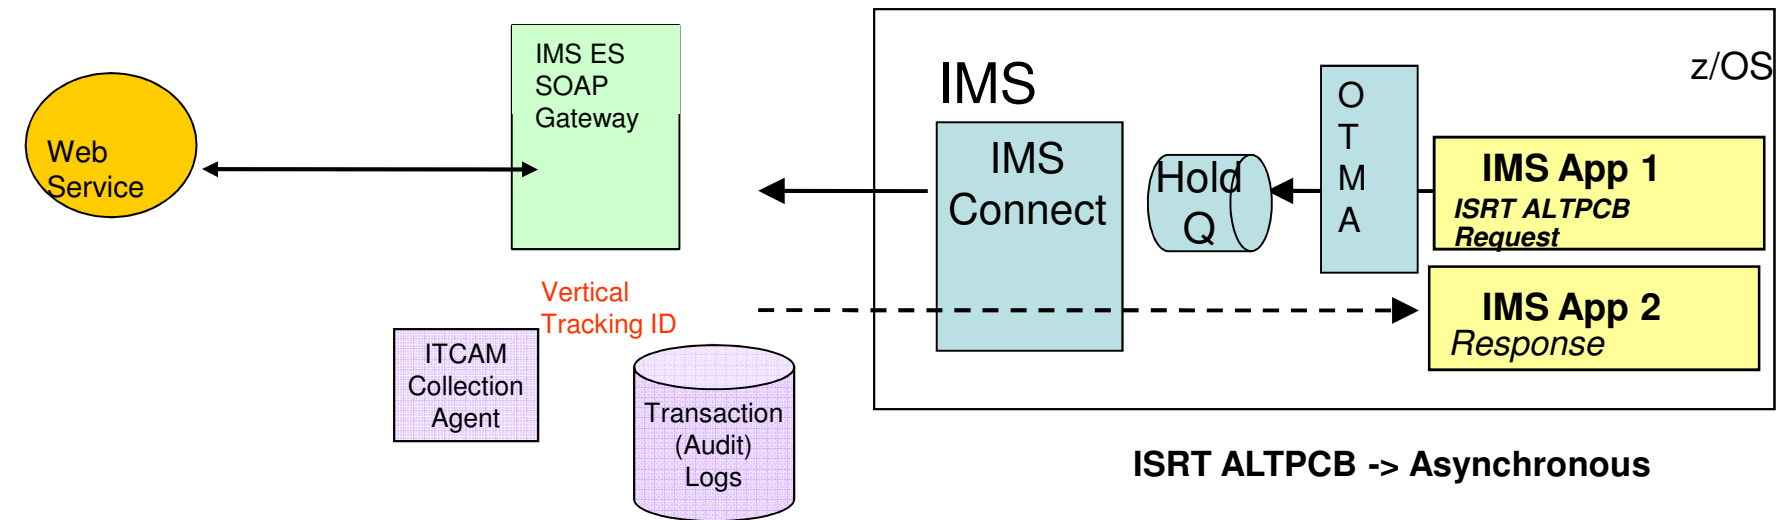 Web
Service
IMS ES
SOAP
Gateway
Vertical
Tracking ID
ITCAM
Collection
Agent
Transaction
(Audit)
Logs
z/OS
IMS
IMS
Connect
Hold
Q
O
T
M
A
IMS App 1
ISRT ALTPCB
Request
IMS App 2
Response
ISRT ALTPCB -> Asynchronous